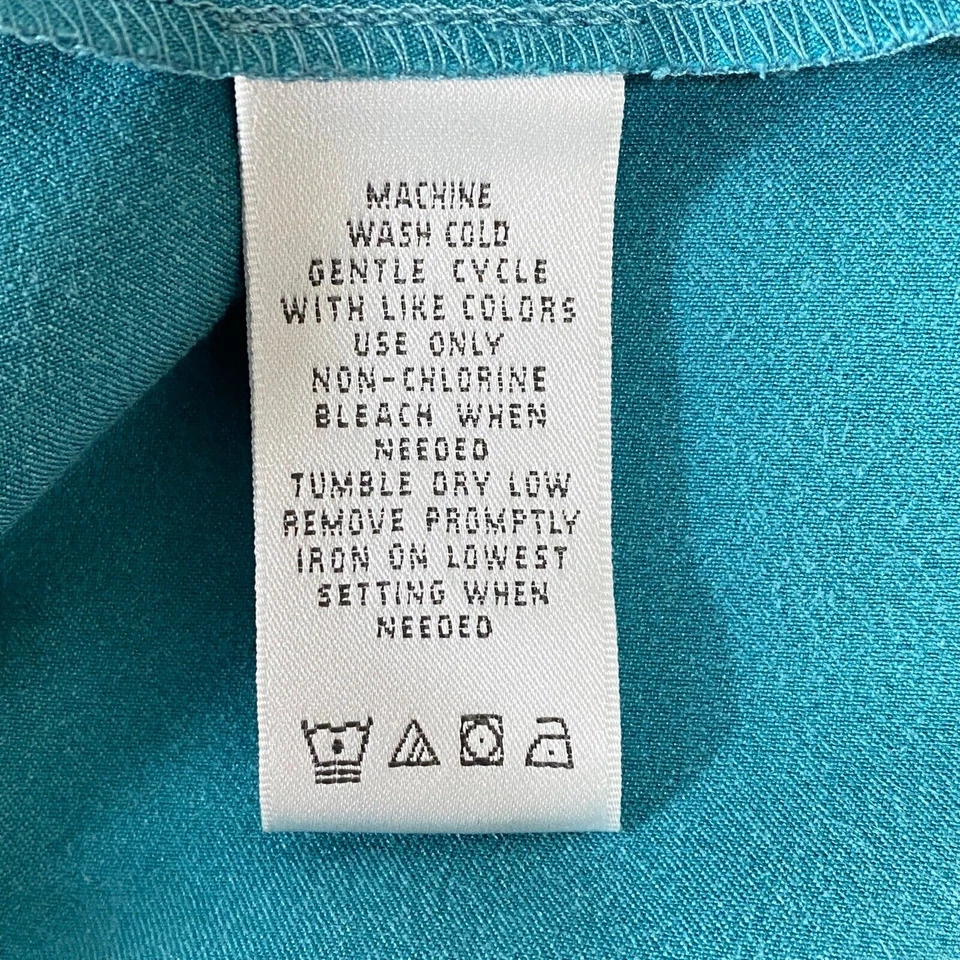 MACHINE
WASH COLD
GENTLE CYCLE
WITH LIKE COLORS
USE ONLY
NON-CHLORINE
BLEACH WHEN
NEEDED
TUMBLE DRY LOW
REMOVE PROMPTLY
IRON ON LOWEST
SETTING WHEN
NEEDED